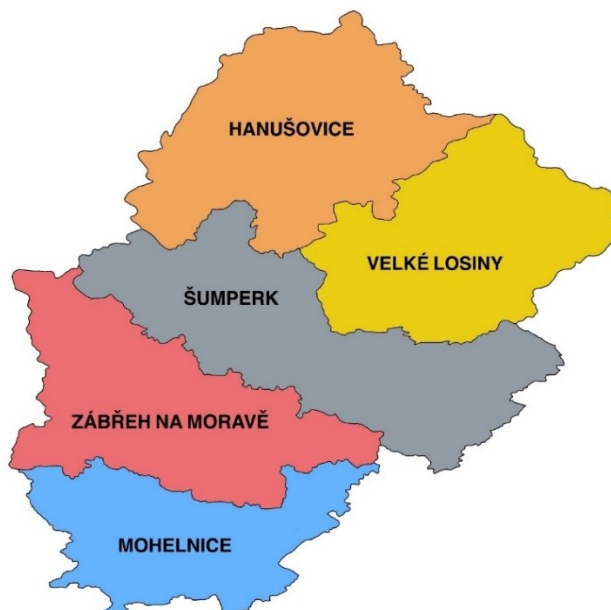 HANUŠOVICE
VELKÉ LOSINY
ŠUMPERK
ZÁBŘEH NA MORAVĚ
MOHELNICE